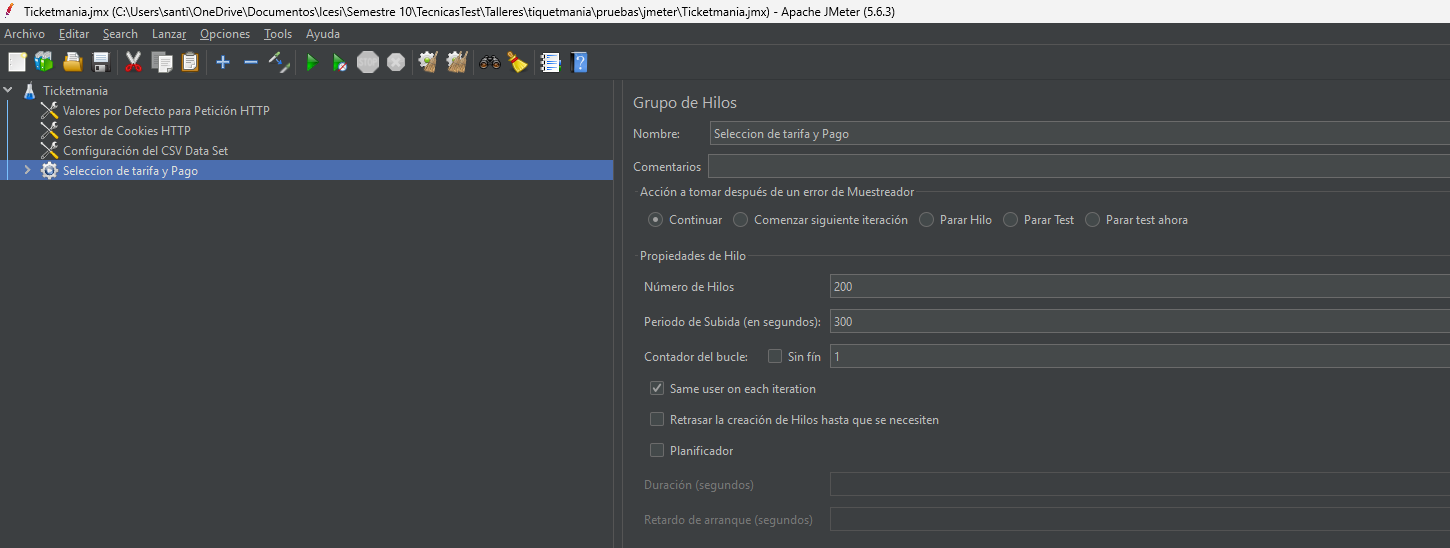 Ticketmania.jmx (C:\Users\santi\OneDrive\Documentos\Icesi\Semestre 10\TecnicasTest\Talleres\tiquetmania\pruebas\jmeter\Ticketmania.jmx) - Apache JMeter (5.6.3)
Archivo Editar Search Lanzar Opciones Tools Ayuda
STOP
Ticketmania
Valores por Defecto para Petición HTTP
Gestor de Cookies HTTP
Configuración del CSV Data Set
Seleccion de tarifa y Pago
Grupo de Hilos
Nombre: Seleccion de tarifa y Pago
Comentarios
Acción a tomar después de un error de Muestreador
Continuar Comenzar siguiente iteración Parar Hilo Parar Test Parar test ahora
Propiedades de Hilo
Número de Hilos 200
Periodo de Subida (en segundos): 300
Contador del bucle: Sin fín 1
Same user on each iteration
Retrasar la creación de Hilos hasta que se necesiten
Planificador
Duración (segundos)
Retardo de arranque (segundos)